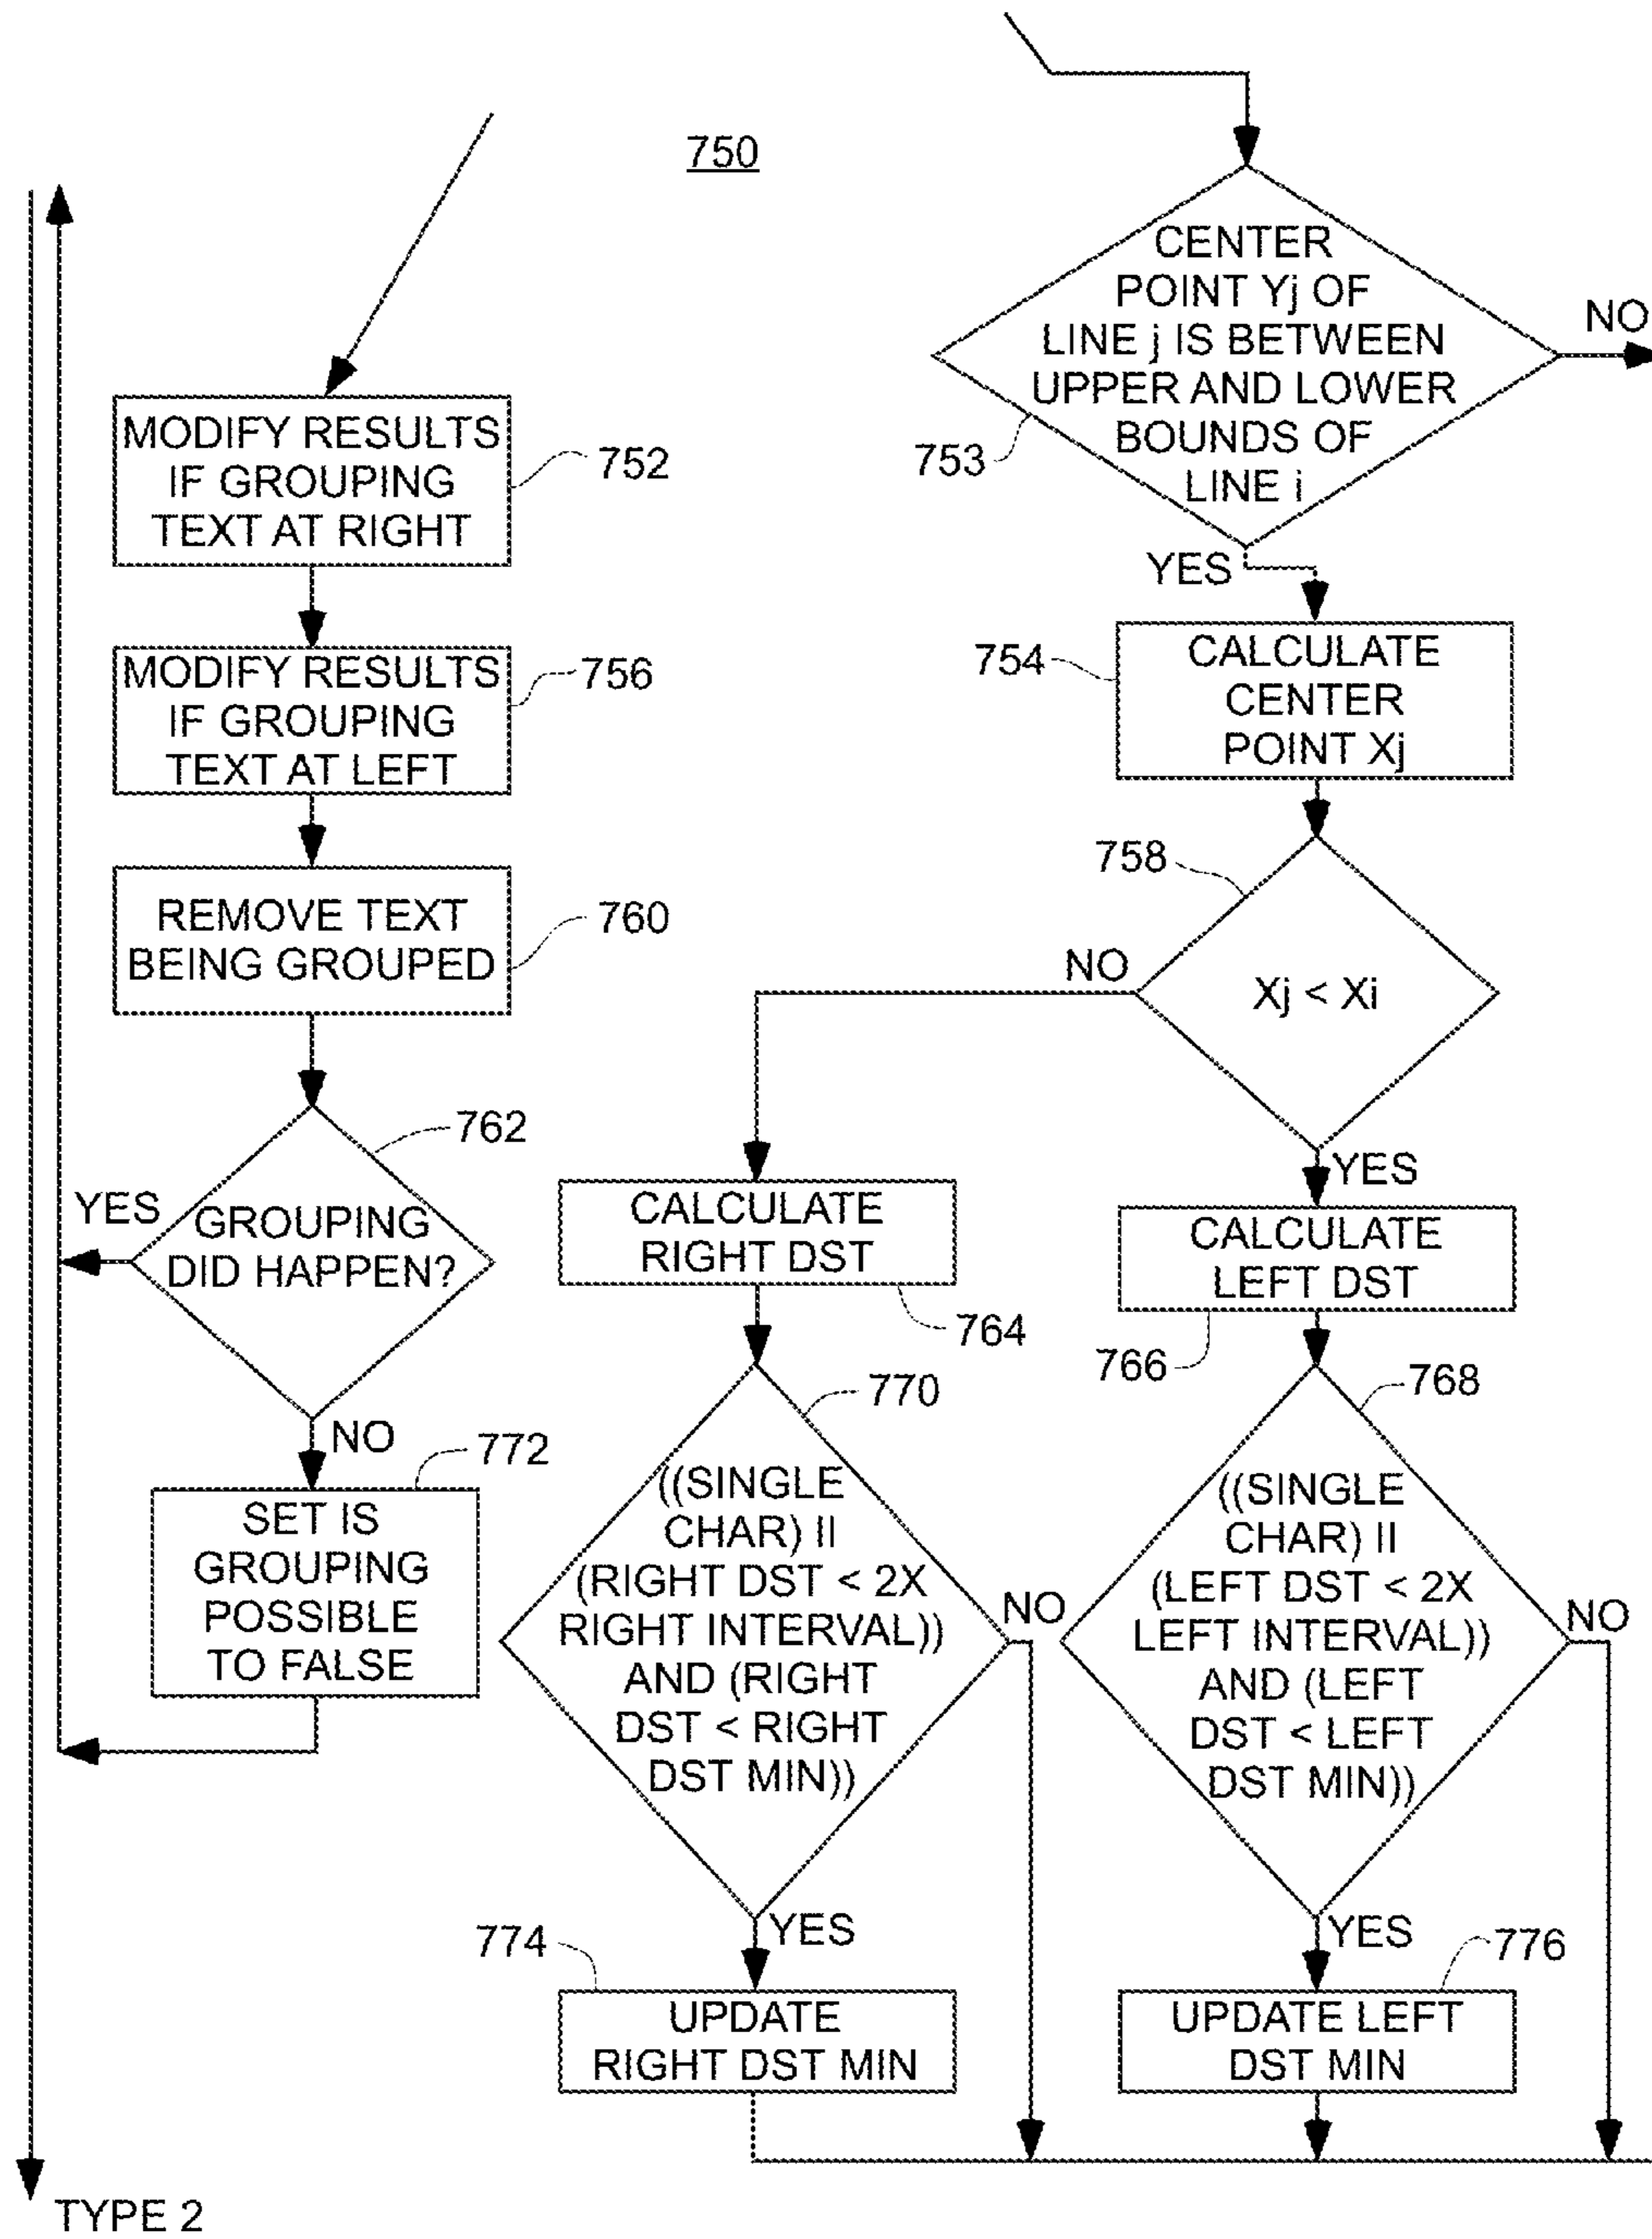 750
CENTER
POINT Yj OF
LINE j IS BETWEEN
UPPER AND LOWER
BOUNDS OF
LINE i
753
NO
YES
MODIFY RESULTS
IF GROUPING
TEXT AT RIGHT
752
MODIFY RESULTS
IF GROUPING
TEXT AT LEFT
756
REMOVE TEXT
BEING GROUPED
760
762
YES
GROUPING
DID HAPPEN?
NO
772
SET IS
GROUPING
POSSIBLE
TO FALSE
754
CALCULATE
CENTER
POINT Xj
758
NO
Xj < Xi
YES
CALCULATE
RIGHT DST
764
CALCULATE
LEFT DST
766
770
((SINGLE
CHAR) II
(RIGHT DST < 2X
RIGHT INTERVAL))
AND (RIGHT
DST < RIGHT
DST MIN))
NO
YES
774
UPDATE
RIGHT DST MIN
768
((SINGLE
CHAR) II
(LEFT DST < 2X
LEFT INTERVAL))
AND (LEFT
DST < LEFT
DST MIN))
NO
YES
776
UPDATE LEFT
DST MIN
TYPE 2